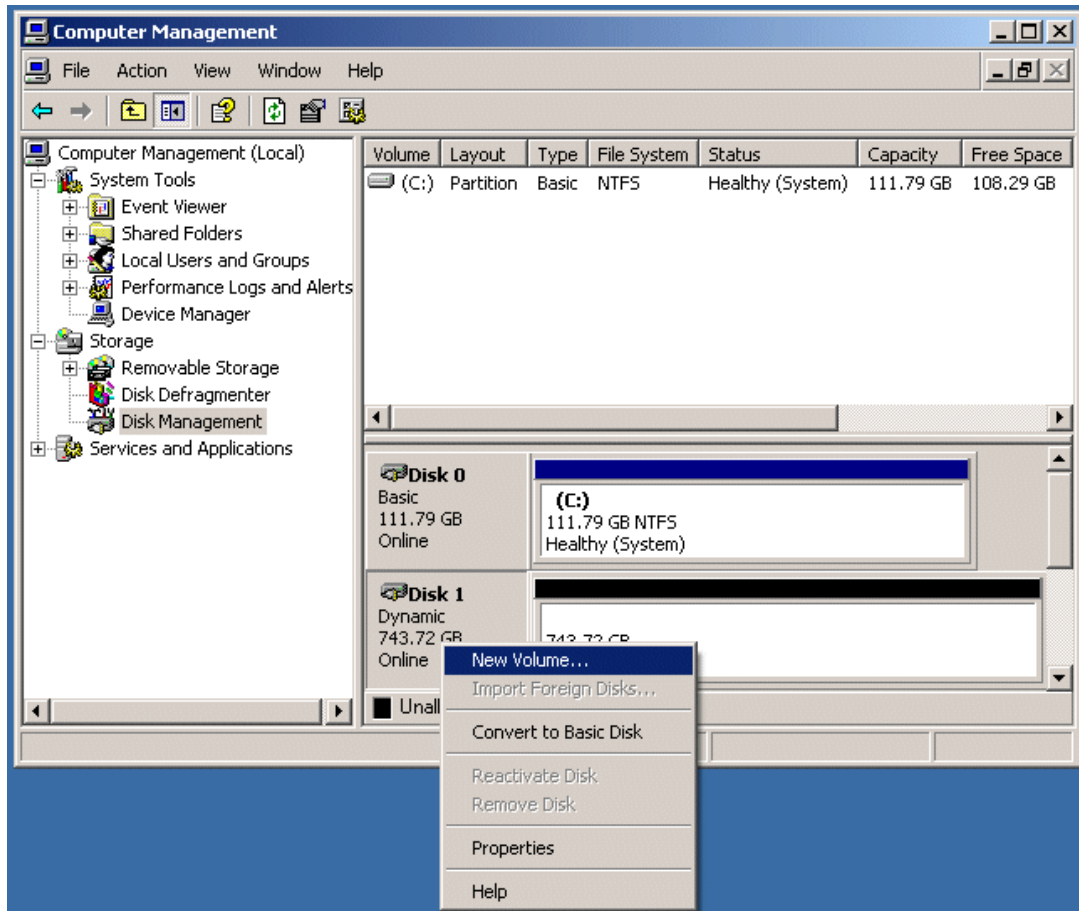 Computer Management
File Action View Window Help
Computer Management (Local)
System Tools
Event Viewer
Shared Folders
Local Users and Groups
Performance Logs and Alerts
Device Manager
Storage
Removable Storage
Disk Defragmenter
Disk Management
Services and Applications
Volume Layout Type File System Status Capacity Free Space
(C:) Partition Basic NTFS Healthy (System) 111.79 GB 108.29 GB
Disk 0
Basic
111.79 GB
Online
(C:)
111.79 GB NTFS
Healthy (System)
Disk 1
Dynamic
743.72 GB
Online
743.72 GB
Unall
New Volume...
Import Foreign Disks...
Convert to Basic Disk
Reactivate Disk
Remove Disk
Properties
Help